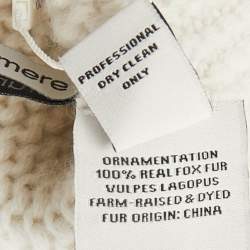 mere
PROFESSIONAL
DRY CLEAN
ONLY
ORNAMENTATION
100% REAL FOX FUR
VULPES LAGOPUS
FARM-RAISED & DYED
FUR ORIGIN: CHINA